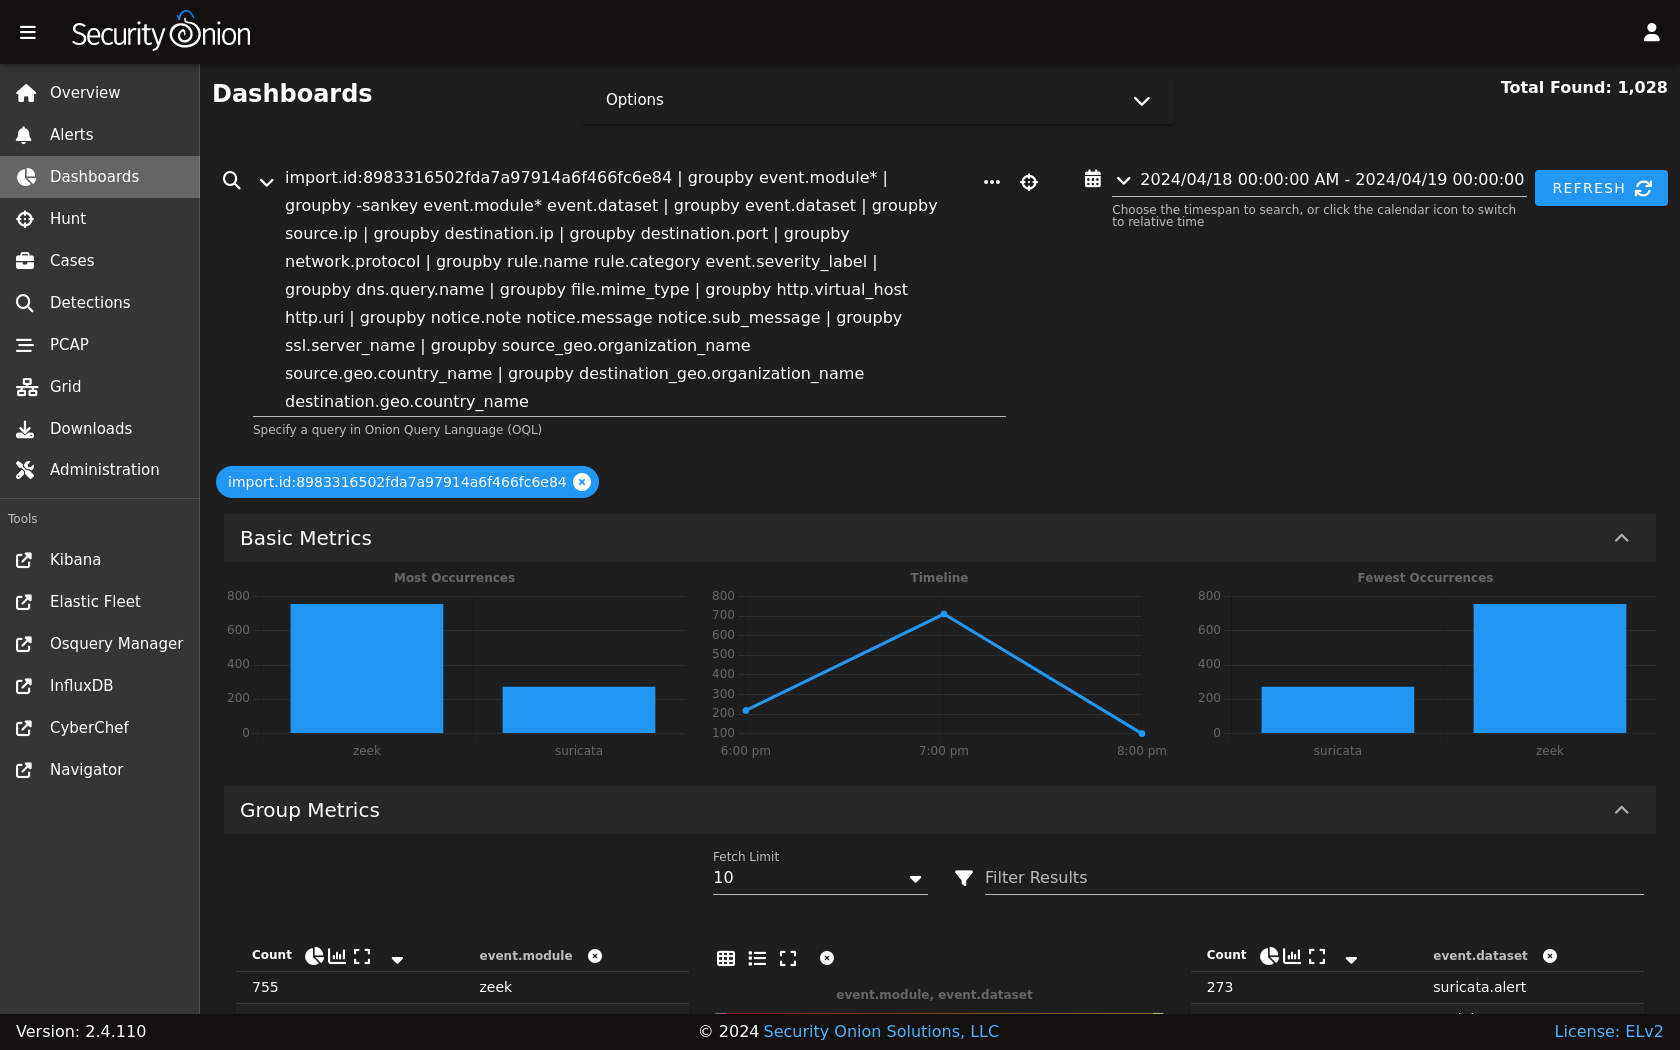 Security Onion
Overview
Alerts
Dashboards
Hunt
Cases
Detections
PCAP
Grid
Downloads
Administration
Tools
Kibana
Elastic Fleet
Osquery Manager
InfluxDB
CyberChef
Navigator
Dashboards
Options
Total Found: 1,028
import.id:8983316502fda7a97914a6f466fc6e84 | groupby event.module* |
groupby -sankey event.module* event.dataset | groupby event.dataset | groupby
source.ip | groupby destination.ip | groupby destination.port | groupby
network.protocol | groupby rule.name rule.category event.severity_label |
groupby dns.query.name | groupby file.mime_type | groupby http.virtual_host
http.uri | groupby notice.note notice.message notice.sub_message | groupby
ssl.server_name | groupby source_geo.organization_name
source.geo.country_name | groupby destination_geo.organization_name
destination.geo.country_name
Specify a query in Onion Query Language (OQL)
2024/04/18 00:00:00 AM - 2024/04/19 00:00:00
Choose the timespan to search, or click the calendar icon to switch
to relative time
REFRESH
import.id:8983316502fda7a97914a6f466fc6e84
Basic Metrics
Most Occurrences
800
600
400
200
0
zeek
suricata
Timeline
800
700
600
500
400
300
200
100
6:00 pm
7:00 pm
8:00 pm
Fewest Occurrences
800
600
400
200
0
suricata
zeek
Group Metrics
Fetch Limit
10
Filter Results
Count
event.module
755
zeek
event.module, event.dataset
Count
event.dataset
273
suricata.alert
Version: 2.4.110
© 2024 Security Onion Solutions, LLC
License: ELv2